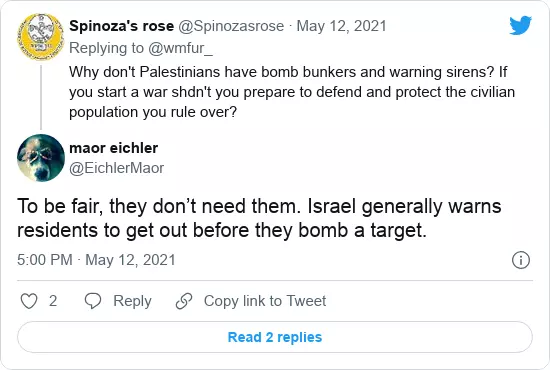 Spinoza's rose @Spinozasrose · May 12, 2021
Replying to @wmfur_
Why don't Palestinians have bomb bunkers and warning sirens? If
you start a war shdn't you prepare to defend and protect the civilian
population you rule over?
maor eichler
@EichlerMaor
To be fair, they don’t need them. Israel generally warns
residents to get out before they bomb a target.
5:00 PM · May 12, 2021
2 Reply Copy link to Tweet
Read 2 replies